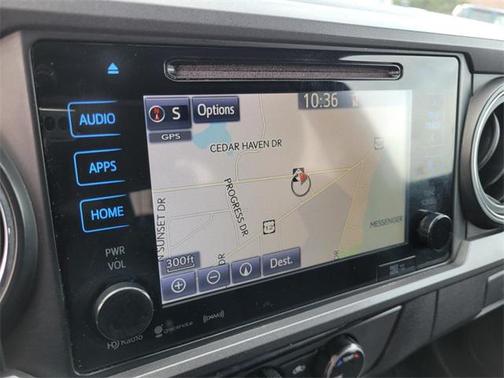 AUDIO
APPS
HOME
PWR
VOL
S
Options
10:36
GPS
CEDAR HAVEN DR
PROGRESS DR
N SUNSET DR
MESSENGER
300ft
Dest.
HD Radio